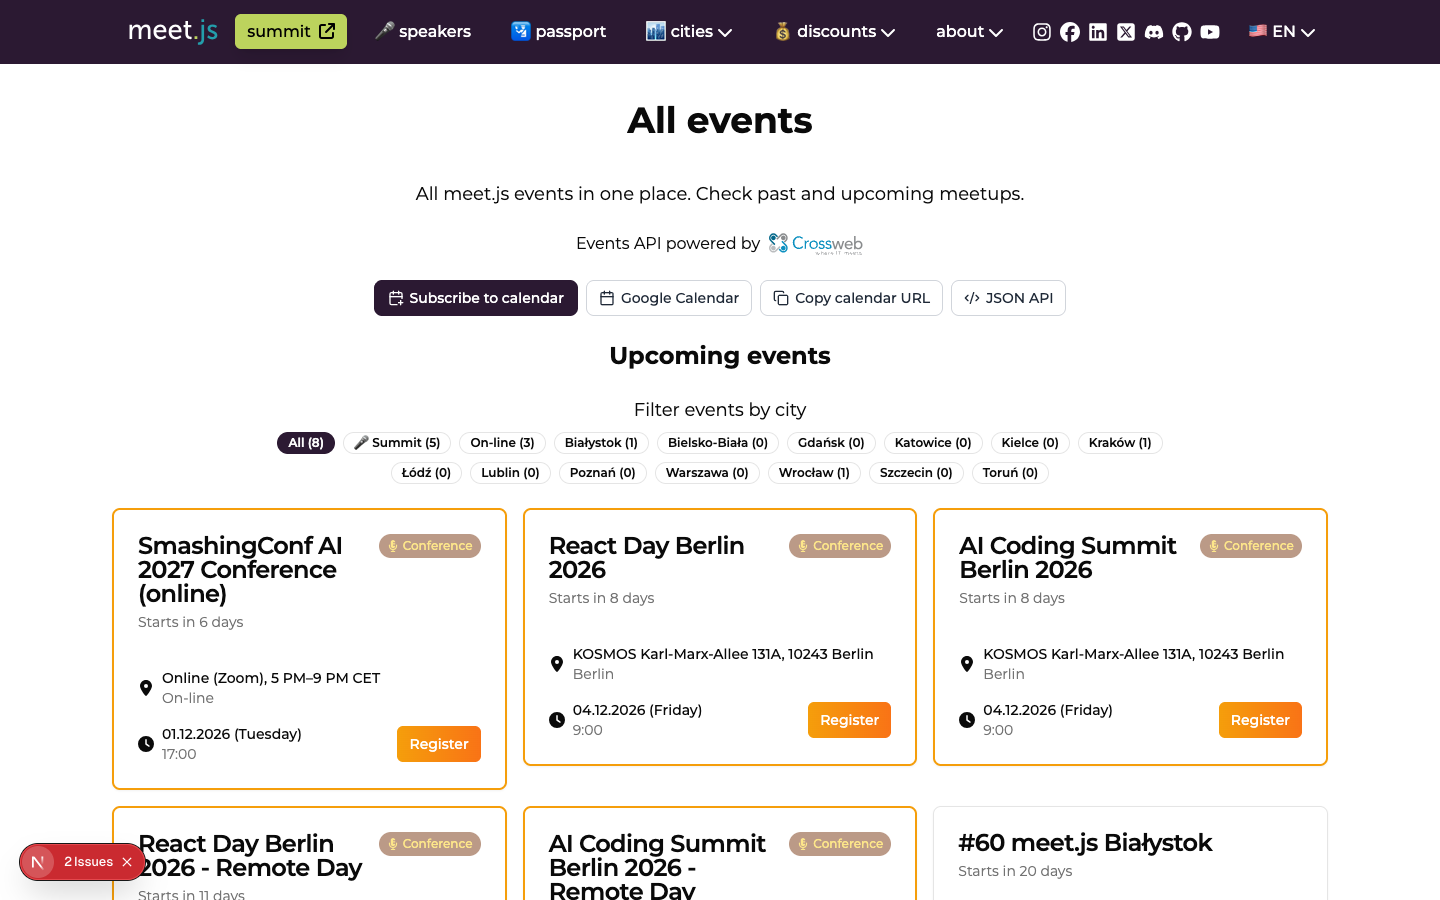 meet.js
summit
speakers
passport
cities
discounts
about
EN
All events
All meet.js events in one place. Check past and upcoming meetups.
Events API powered by Crossweb
Subscribe to calendar
Google Calendar
Copy calendar URL
JSON API
Upcoming events
Filter events by city
All (8)
Summit (5)
On-line (3)
Białystok (1)
Bielsko-Biała (0)
Gdańsk (0)
Katowice (0)
Kielce (0)
Kraków (1)
Łódź (0)
Lublin (0)
Poznań (0)
Warszawa (0)
Wrocław (1)
Szczecin (0)
Toruń (0)
SmashingConf AI
2027 Conference
(online)
Conference
Starts in 6 days
Online (Zoom), 5 PM–9 PM CET
On-line
01.12.2026 (Tuesday)
17:00
Register
React Day Berlin
2026
Conference
Starts in 8 days
KOSMOS Karl-Marx-Allee 131A, 10243 Berlin
Berlin
04.12.2026 (Friday)
9:00
Register
AI Coding Summit
Berlin 2026
Conference
Starts in 8 days
KOSMOS Karl-Marx-Allee 131A, 10243 Berlin
Berlin
04.12.2026 (Friday)
9:00
Register
React Day Berlin
2026 - Remote Day
Conference
Starts in 11 days
AI Coding Summit
Berlin 2026 -
Remote Day
Conference
#60 meet.js Białystok
Starts in 20 days
N
2 Issues